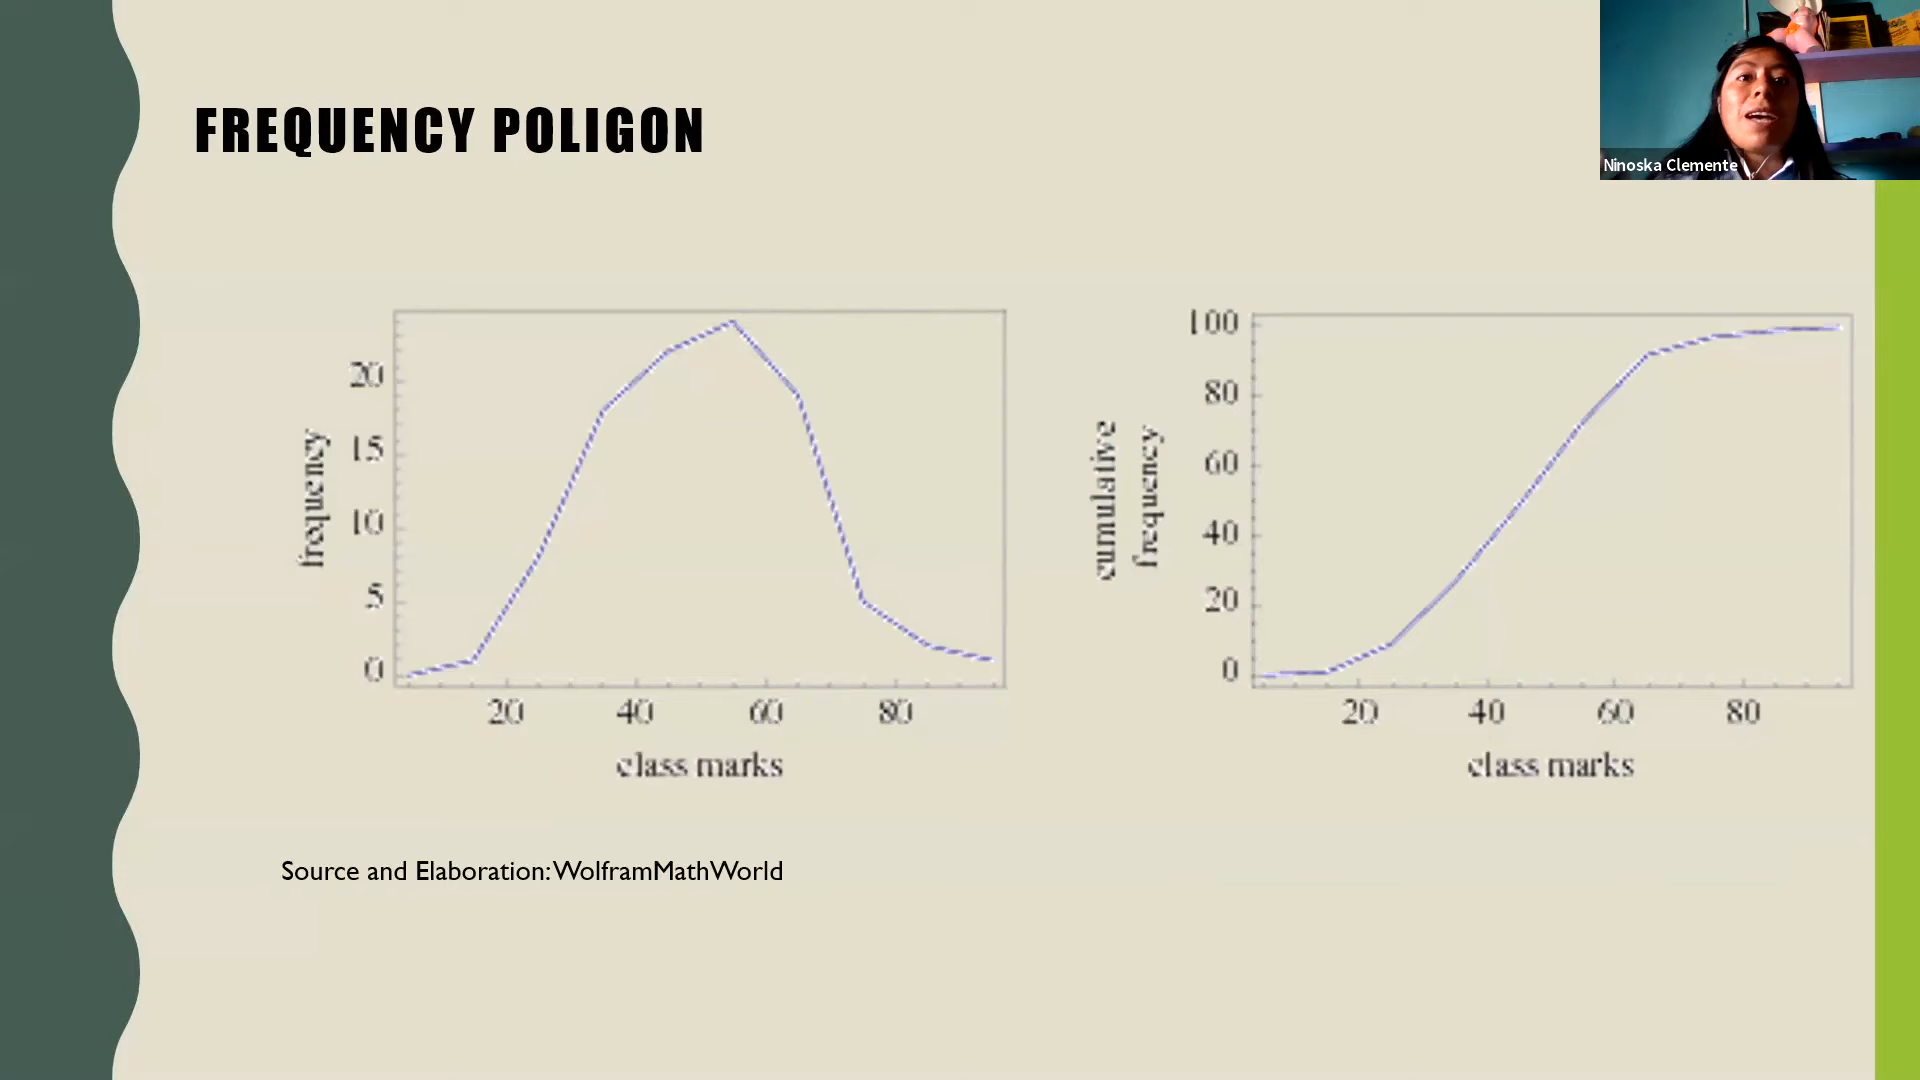 FREQUENCY POLIGON
Ninoska Clemente
frequency
20
15
10
5
0
20 40 60 80
class marks
cumulative
frequency
100
80
60
40
20
0
20 40 60 80
class marks
Source and Elaboration: WolframMathWorld